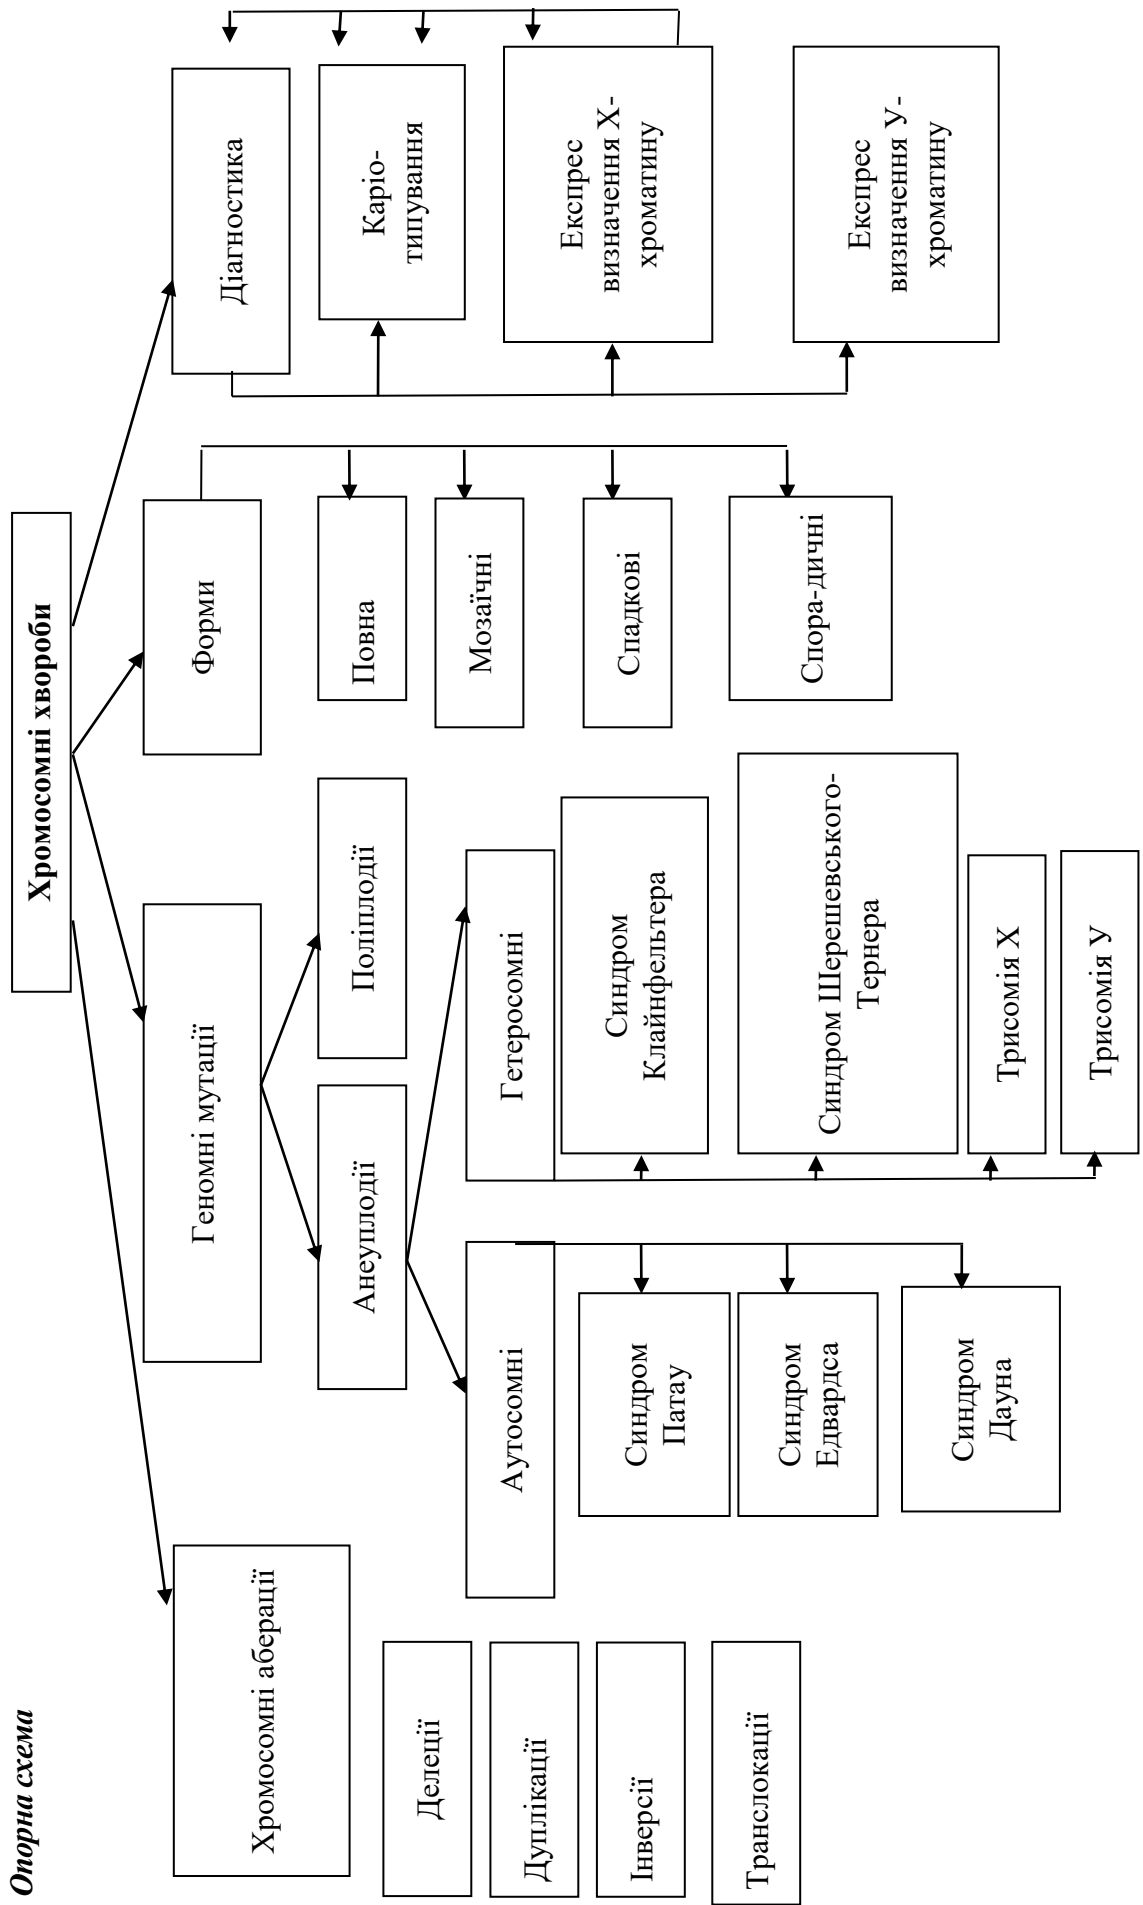 Опорна схема
Хромосомні хвороби
Хромосомні аберації
Геномні мутації
Форми
Діагностика
Делеції
Дуплікації
Інверсії
Транслокації
Анеуплодії
Поліплодії
Аутосомні
Гетеросомні
Синдром
Патау
Синдром
Едвардса
Синдром
Дауна
Синдром
Клайнфельтера
Синдром Шерешевського-
Тернера
Трисомія Х
Трисомія У
Повна
Мозаїчні
Спадкові
Спора-дичні
Каріо-
типування
Експрес
визначення Х-
хроматину
Експрес
визначення У-
хроматину